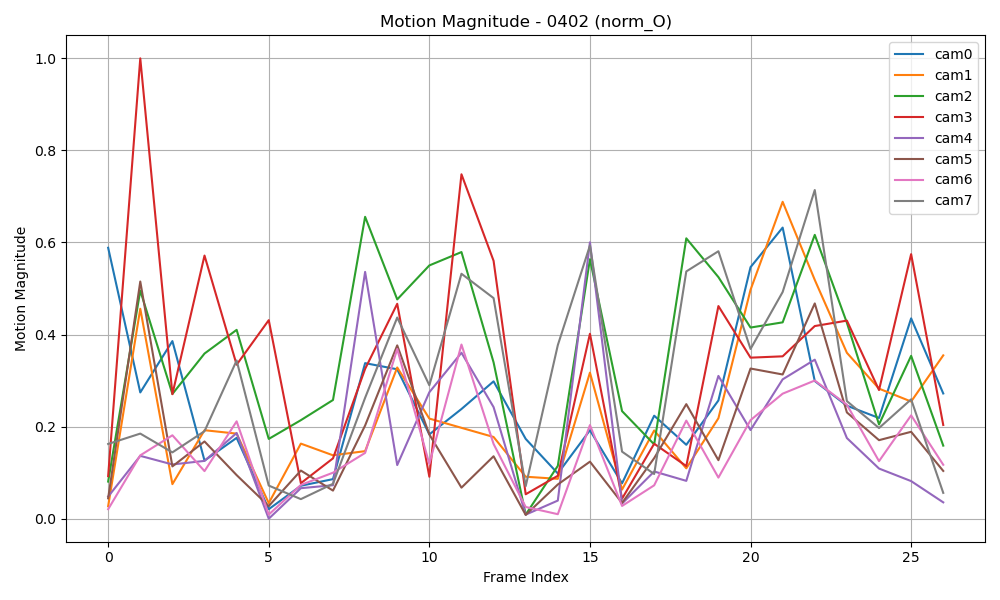 Motion Magnitude - 0402 (norm_O)
1.0
0.8
0.6
0.4
0.2
0.0
Motion Magnitude
cam0
cam1
cam2
cam3
cam4
cam5
cam6
cam7
0 5 10 15 20 25
Frame Index